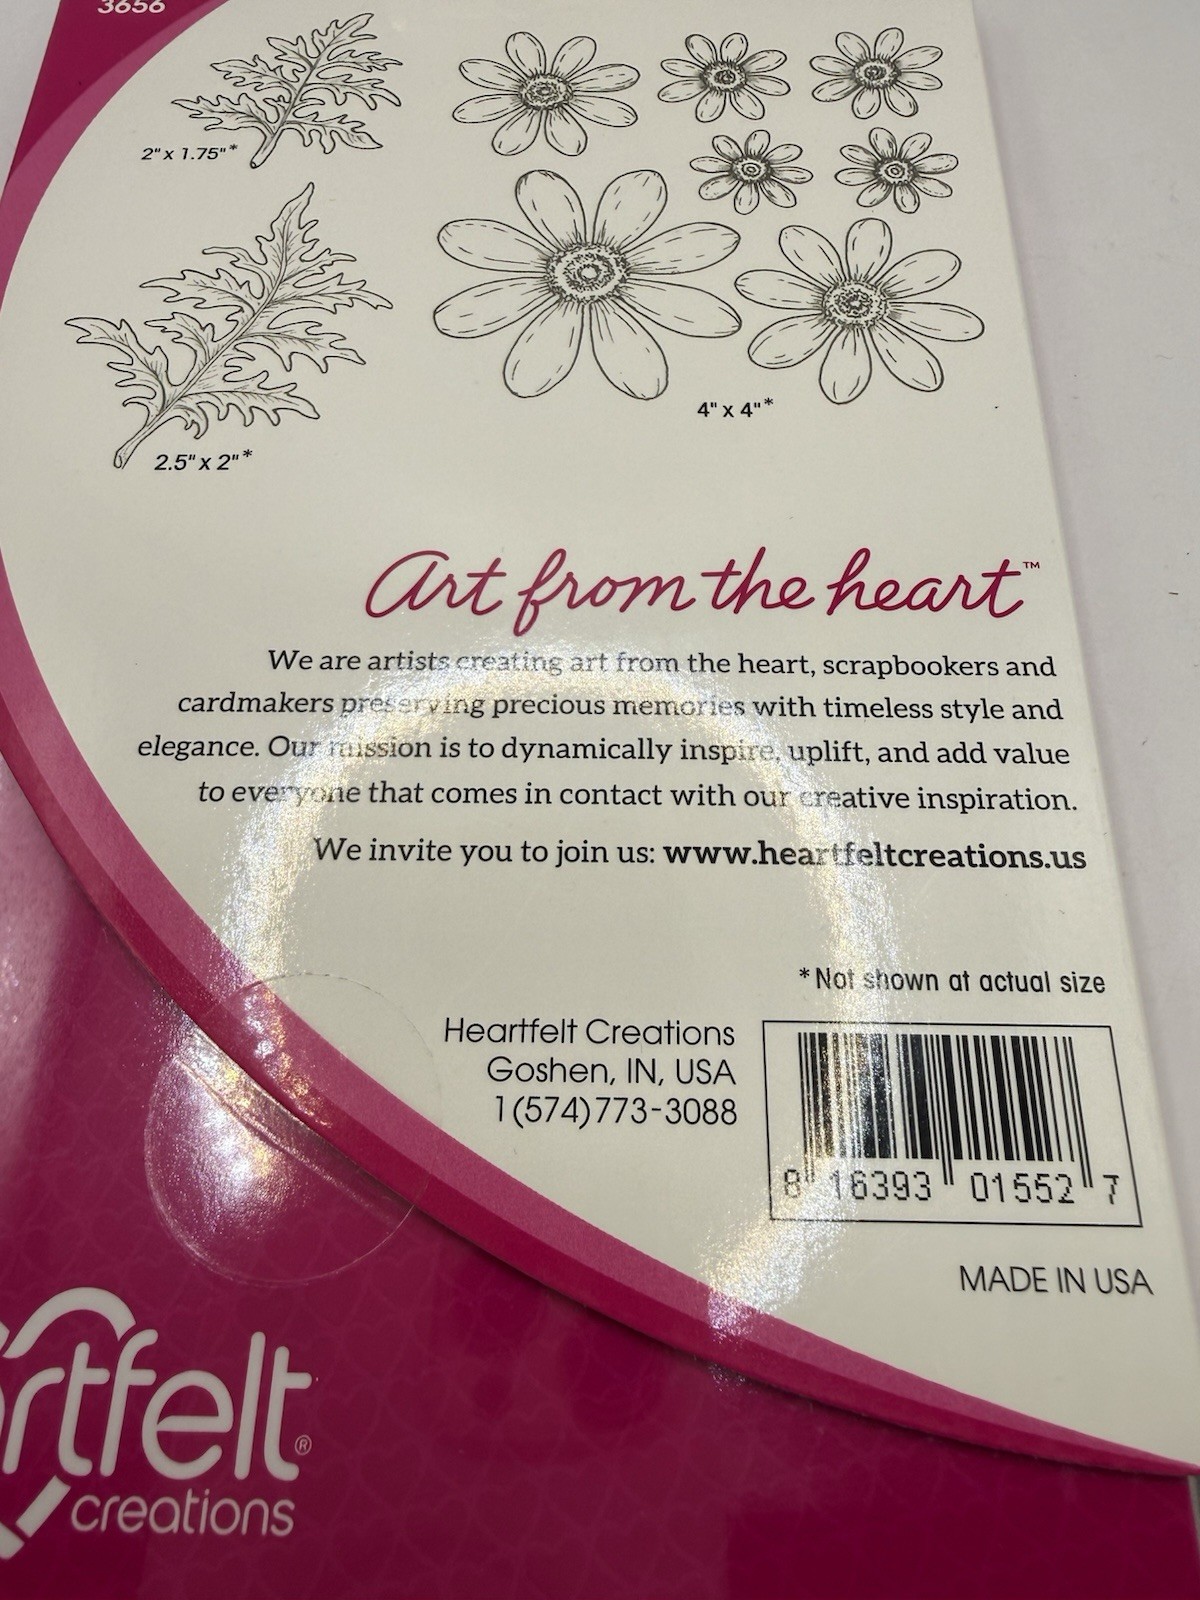 3656
2" x 1.75"*
2.5" x 2"*
4" x 4"*
Art from the heart™
We are artists creating art from the heart, scrapbookers and
cardmakers preserving precious memories with timeless style and
elegance. Our mission is to dynamically inspire, uplift, and add value
to everyone that comes in contact with our creative inspiration.
We invite you to join us: www.heartfeltcreations.us
*Not shown at actual size
Heartfelt Creations
Goshen, IN, USA
1(574)773-3088
8 16393 01552 7
MADE IN USA
artfelt®
creations